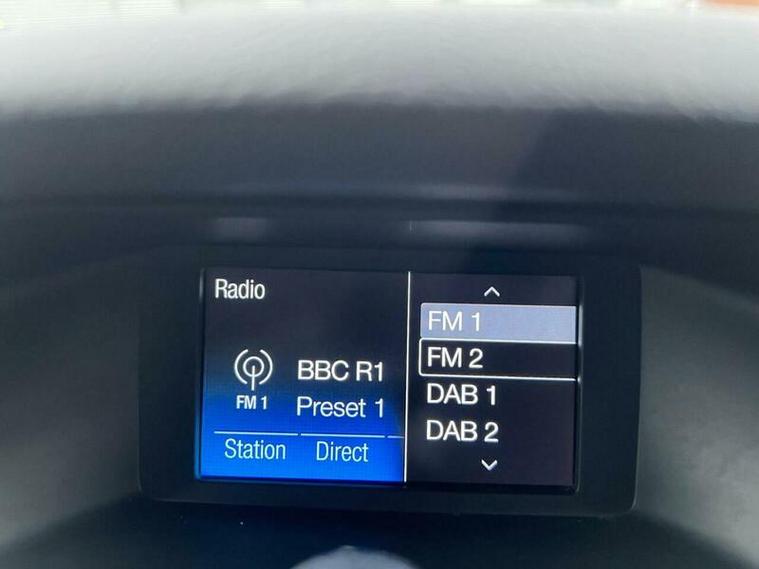 Radio
BBC R1
FM 1
Preset 1
Station Direct
FM 1
FM 2
DAB 1
DAB 2